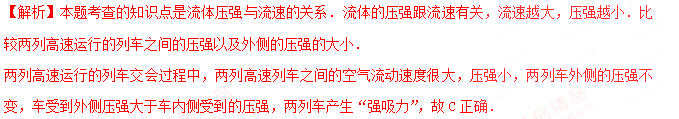 【解析】本题考查的知识点是流体压强与流速的关系．流体的压强跟流速有关，流速越大，压强越小．比
较两列高速运行的列车之间的压强以及外侧的压强的大小．
两列高速运行的列车交会过程中，两列高速列车之间的空气流动速度很大，压强小，两列车外侧的压强不
变，车受到外侧压强大于车内侧受到的压强，两列车产生“强吸力”，故 C 正确．